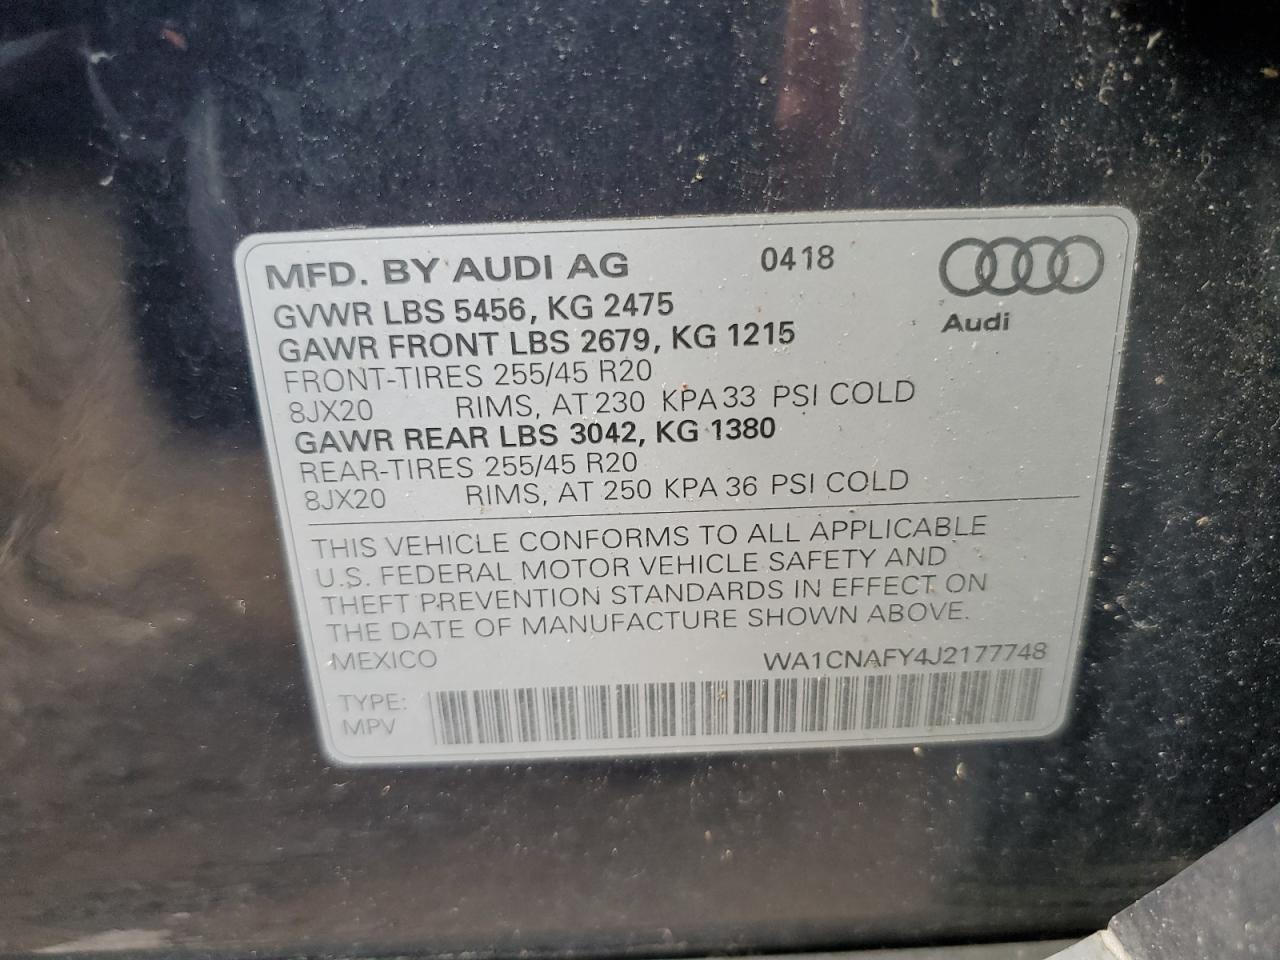 MFD. BY AUDI AG 0418
GVWR LBS 5456, KG 2475
GAWR FRONT LBS 2679, KG 1215
Audi
FRONT-TIRES 255/45 R20
8JX20 RIMS, AT 230 KPA 33 PSI COLD
GAWR REAR LBS 3042, KG 1380
REAR-TIRES 255/45 R20
8JX20 RIMS, AT 250 KPA 36 PSI COLD
THIS VEHICLE CONFORMS TO ALL APPLICABLE
U.S. FEDERAL MOTOR VEHICLE SAFETY AND
THEFT PREVENTION STANDARDS IN EFFECT ON
THE DATE OF MANUFACTURE SHOWN ABOVE.
MEXICO WA1CNAFY4J2177748
TYPE:
MPV